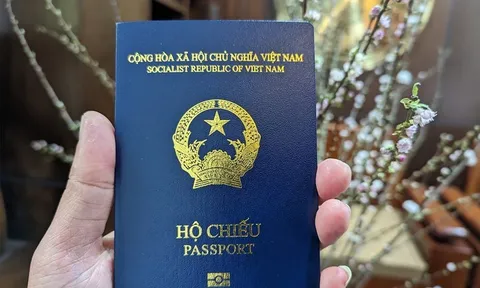 CỘNG HÒA XÃ HỘI CHỦ NGHĨA VIỆT NAM
SOCIALIST REPUBLIC OF VIET NAM
HỘ CHIẾU
PASSPORT